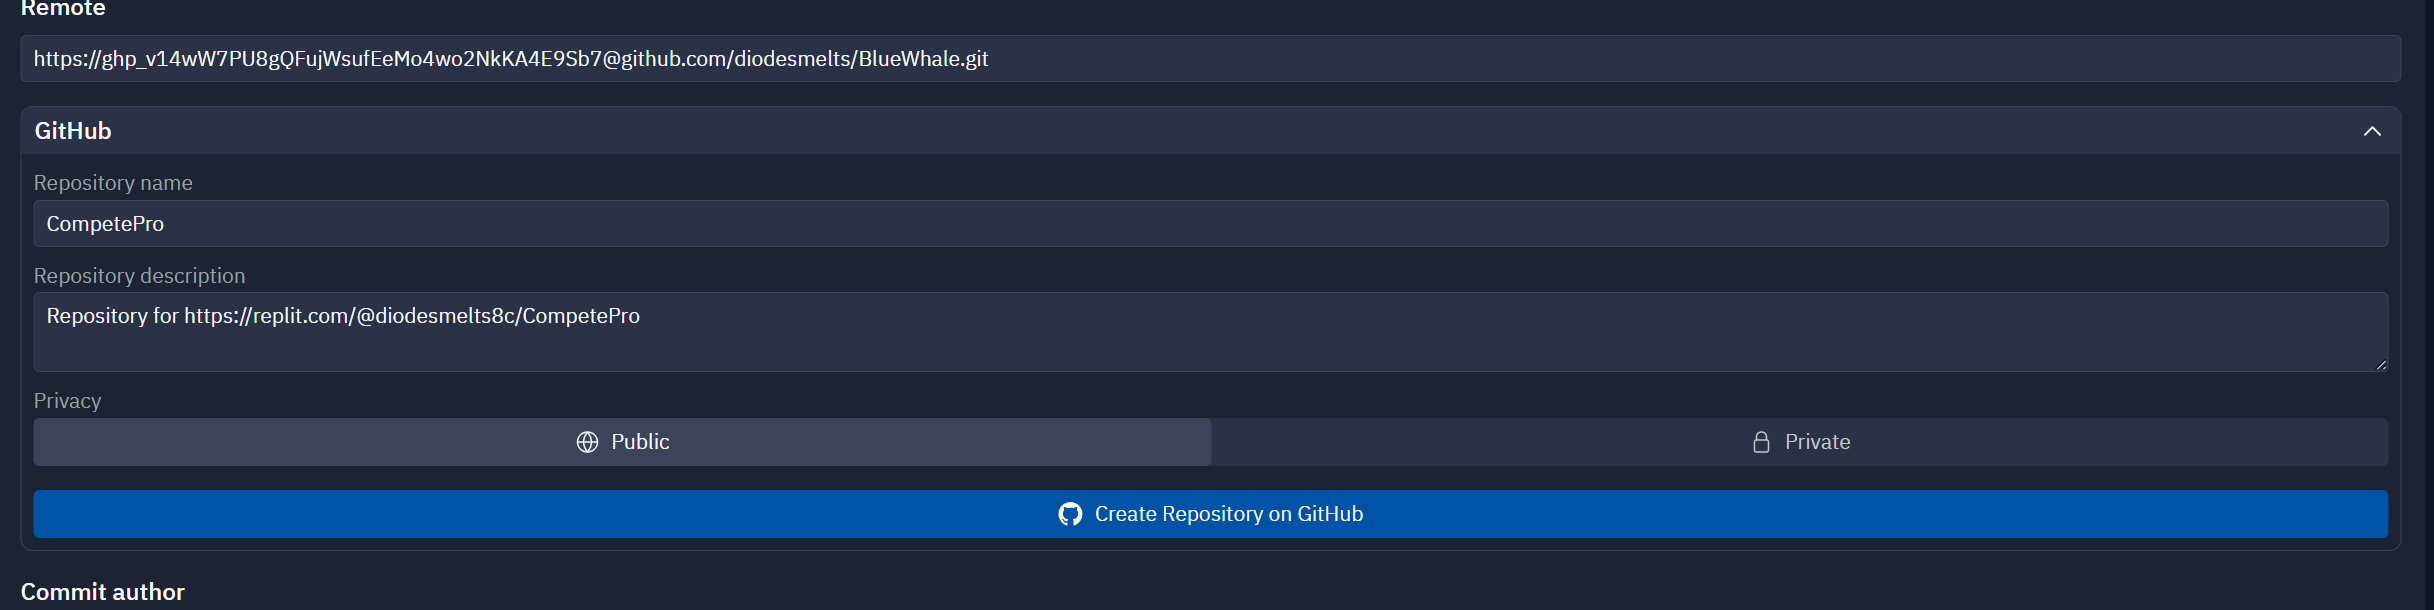 Remote
https://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@github.com/diodesmelts/BlueWhale.git
GitHub
Repository name
CompetePro
Repository description
Repository for https://replit.com/@diodesmelts8c/CompetePro
Privacy
Public
Private
Create Repository on GitHub
Commit author